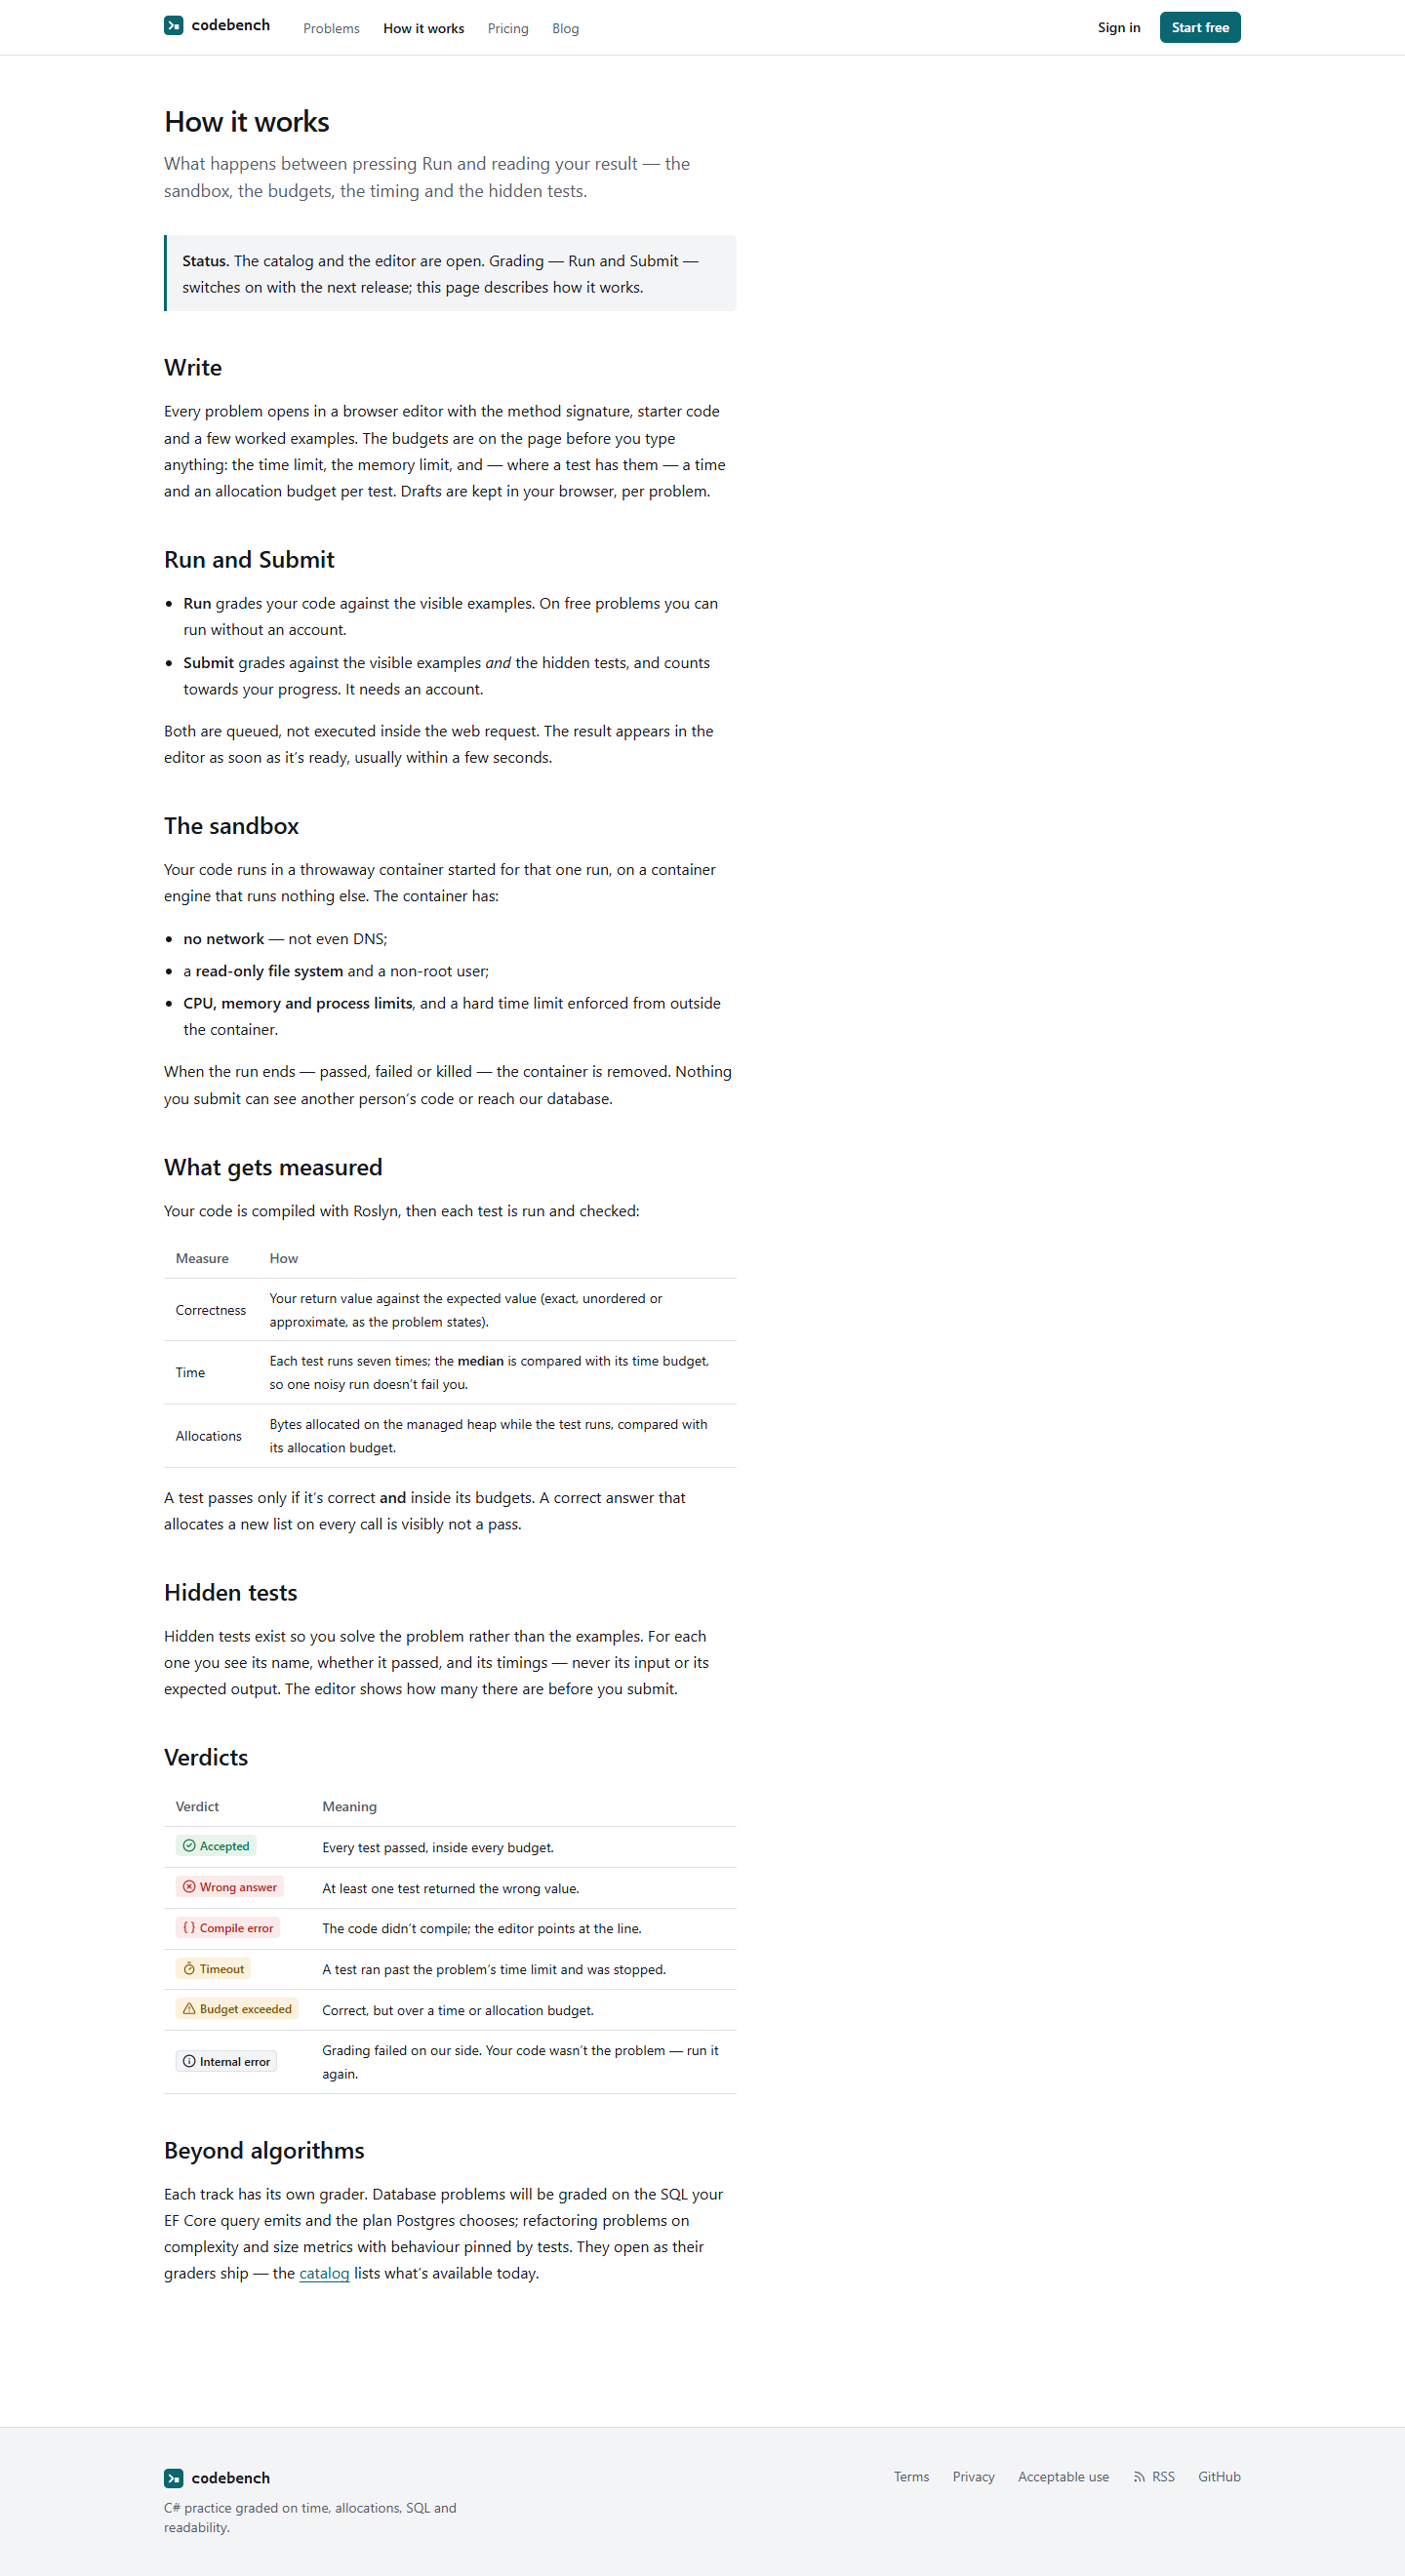 codebench
Problems
How it works
Pricing
Blog
Sign in
Start free
How it works
What happens between pressing Run and reading your result — the
sandbox, the budgets, the timing and the hidden tests.
Status. The catalog and the editor are open. Grading — Run and Submit —
switches on with the next release; this page describes how it works.
Write
Every problem opens in a browser editor with the method signature, starter code
and a few worked examples. The budgets are on the page before you type
anything: the time limit, the memory limit, and — where a test has them — a time
and an allocation budget per test. Drafts are kept in your browser, per problem.
Run and Submit
• Run grades your code against the visible examples. On free problems you can
run without an account.
• Submit grades against the visible examples and the hidden tests, and counts
towards your progress. It needs an account.
Both are queued, not executed inside the web request. The result appears in the
editor as soon as it's ready, usually within a few seconds.
The sandbox
Your code runs in a throwaway container started for that one run, on a container
engine that runs nothing else. The container has:
• no network — not even DNS;
• a read-only file system and a non-root user;
• CPU, memory and process limits, and a hard time limit enforced from outside
the container.
When the run ends — passed, failed or killed — the container is removed. Nothing
you submit can see another person's code or reach our database.
What gets measured
Your code is compiled with Roslyn, then each test is run and checked:
Measure How
Correctness Your return value against the expected value (exact, unordered or
approximate, as the problem states).
Time Each test runs seven times; the median is compared with its time budget,
so one noisy run doesn't fail you.
Allocations Bytes allocated on the managed heap while the test runs, compared with
its allocation budget.
A test passes only if it's correct and inside its budgets. A correct answer that
allocates a new list on every call is visibly not a pass.
Hidden tests
Hidden tests exist so you solve the problem rather than the examples. For each
one you see its name, whether it passed, and its timings — never its input or its
expected output. The editor shows how many there are before you submit.
Verdicts
Verdict Meaning
Accepted Every test passed, inside every budget.
Wrong answer At least one test returned the wrong value.
Compile error The code didn't compile; the editor points at the line.
Timeout A test ran past the problem's time limit and was stopped.
Budget exceeded Correct, but over a time or allocation budget.
Internal error Grading failed on our side. Your code wasn't the problem — run it
again.
Beyond algorithms
Each track has its own grader. Database problems will be graded on the SQL your
EF Core query emits and the plan Postgres chooses; refactoring problems on
complexity and size metrics with behaviour pinned by tests. They open as their
graders ship — the catalog lists what's available today.
codebench
C# practice graded on time, allocations, SQL and
readability.
Terms
Privacy
Acceptable use
RSS
GitHub